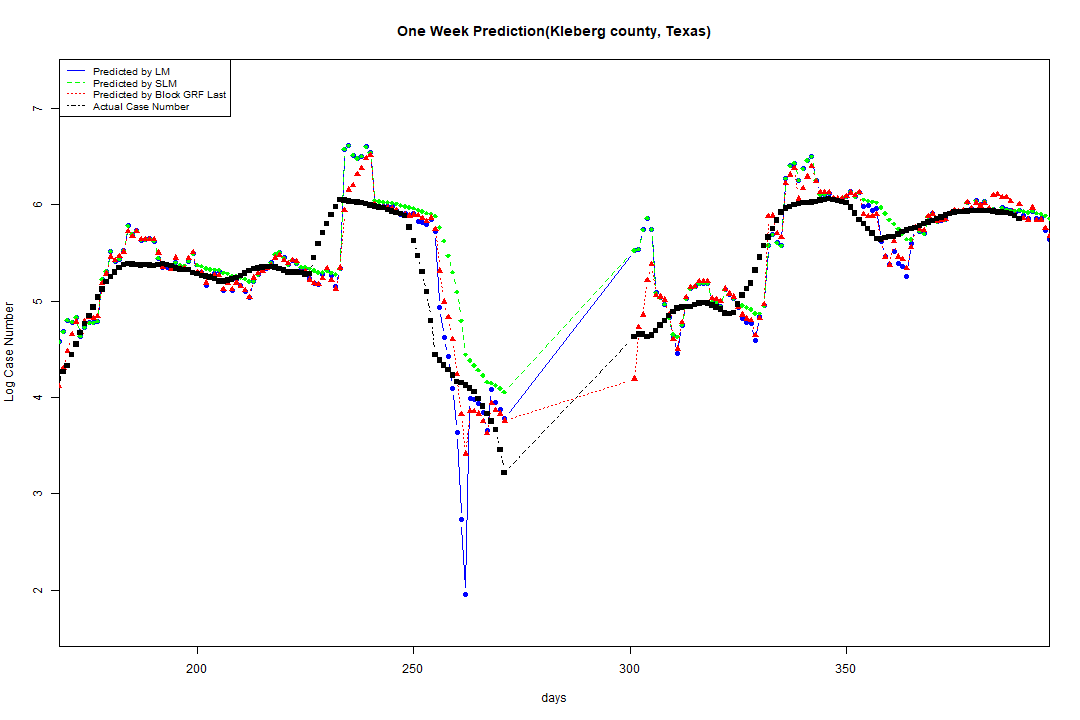 One Week Prediction(Kleberg county, Texas)
Predicted by LM
Predicted by SLM
Predicted by Block GRF Last
Actual Case Number
7
6
5
4
3
2
Log Case Number
200
250
300
350
days